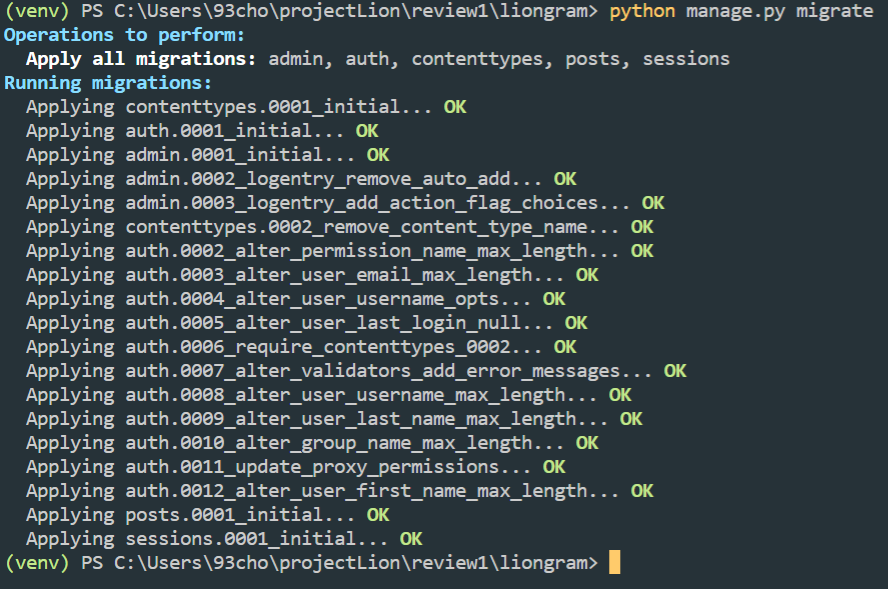 (venv) PS C:\Users\93cho\projectLion\review1\liongram> python manage.py migrate
Operations to perform:
  Apply all migrations: admin, auth, contenttypes, posts, sessions
Running migrations:
  Applying contenttypes.0001_initial... OK
  Applying auth.0001_initial... OK
  Applying admin.0001_initial... OK
  Applying admin.0002_logentry_remove_auto_add... OK
  Applying admin.0003_logentry_add_action_flag_choices... OK
  Applying contenttypes.0002_remove_content_type_name... OK
  Applying auth.0002_alter_permission_name_max_length... OK
  Applying auth.0003_alter_user_email_max_length... OK
  Applying auth.0004_alter_user_username_opts... OK
  Applying auth.0005_alter_user_last_login_null... OK
  Applying auth.0006_require_contenttypes_0002... OK
  Applying auth.0007_alter_validators_add_error_messages... OK
  Applying auth.0008_alter_user_username_max_length... OK
  Applying auth.0009_alter_user_last_name_max_length... OK
  Applying auth.0010_alter_group_name_max_length... OK
  Applying auth.0011_update_proxy_permissions... OK
  Applying auth.0012_alter_user_first_name_max_length... OK
  Applying posts.0001_initial... OK
  Applying sessions.0001_initial... OK
(venv) PS C:\Users\93cho\projectLion\review1\liongram>